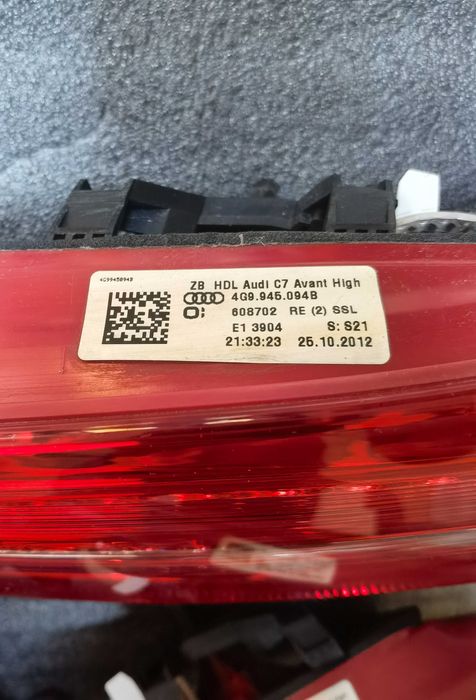 4G9945094B
ZB HDL Audi C7 Avant High
4G9.945.094B
608702 RE (2) SSL
E1 3904 S: S21
21:33:23 25.10.2012